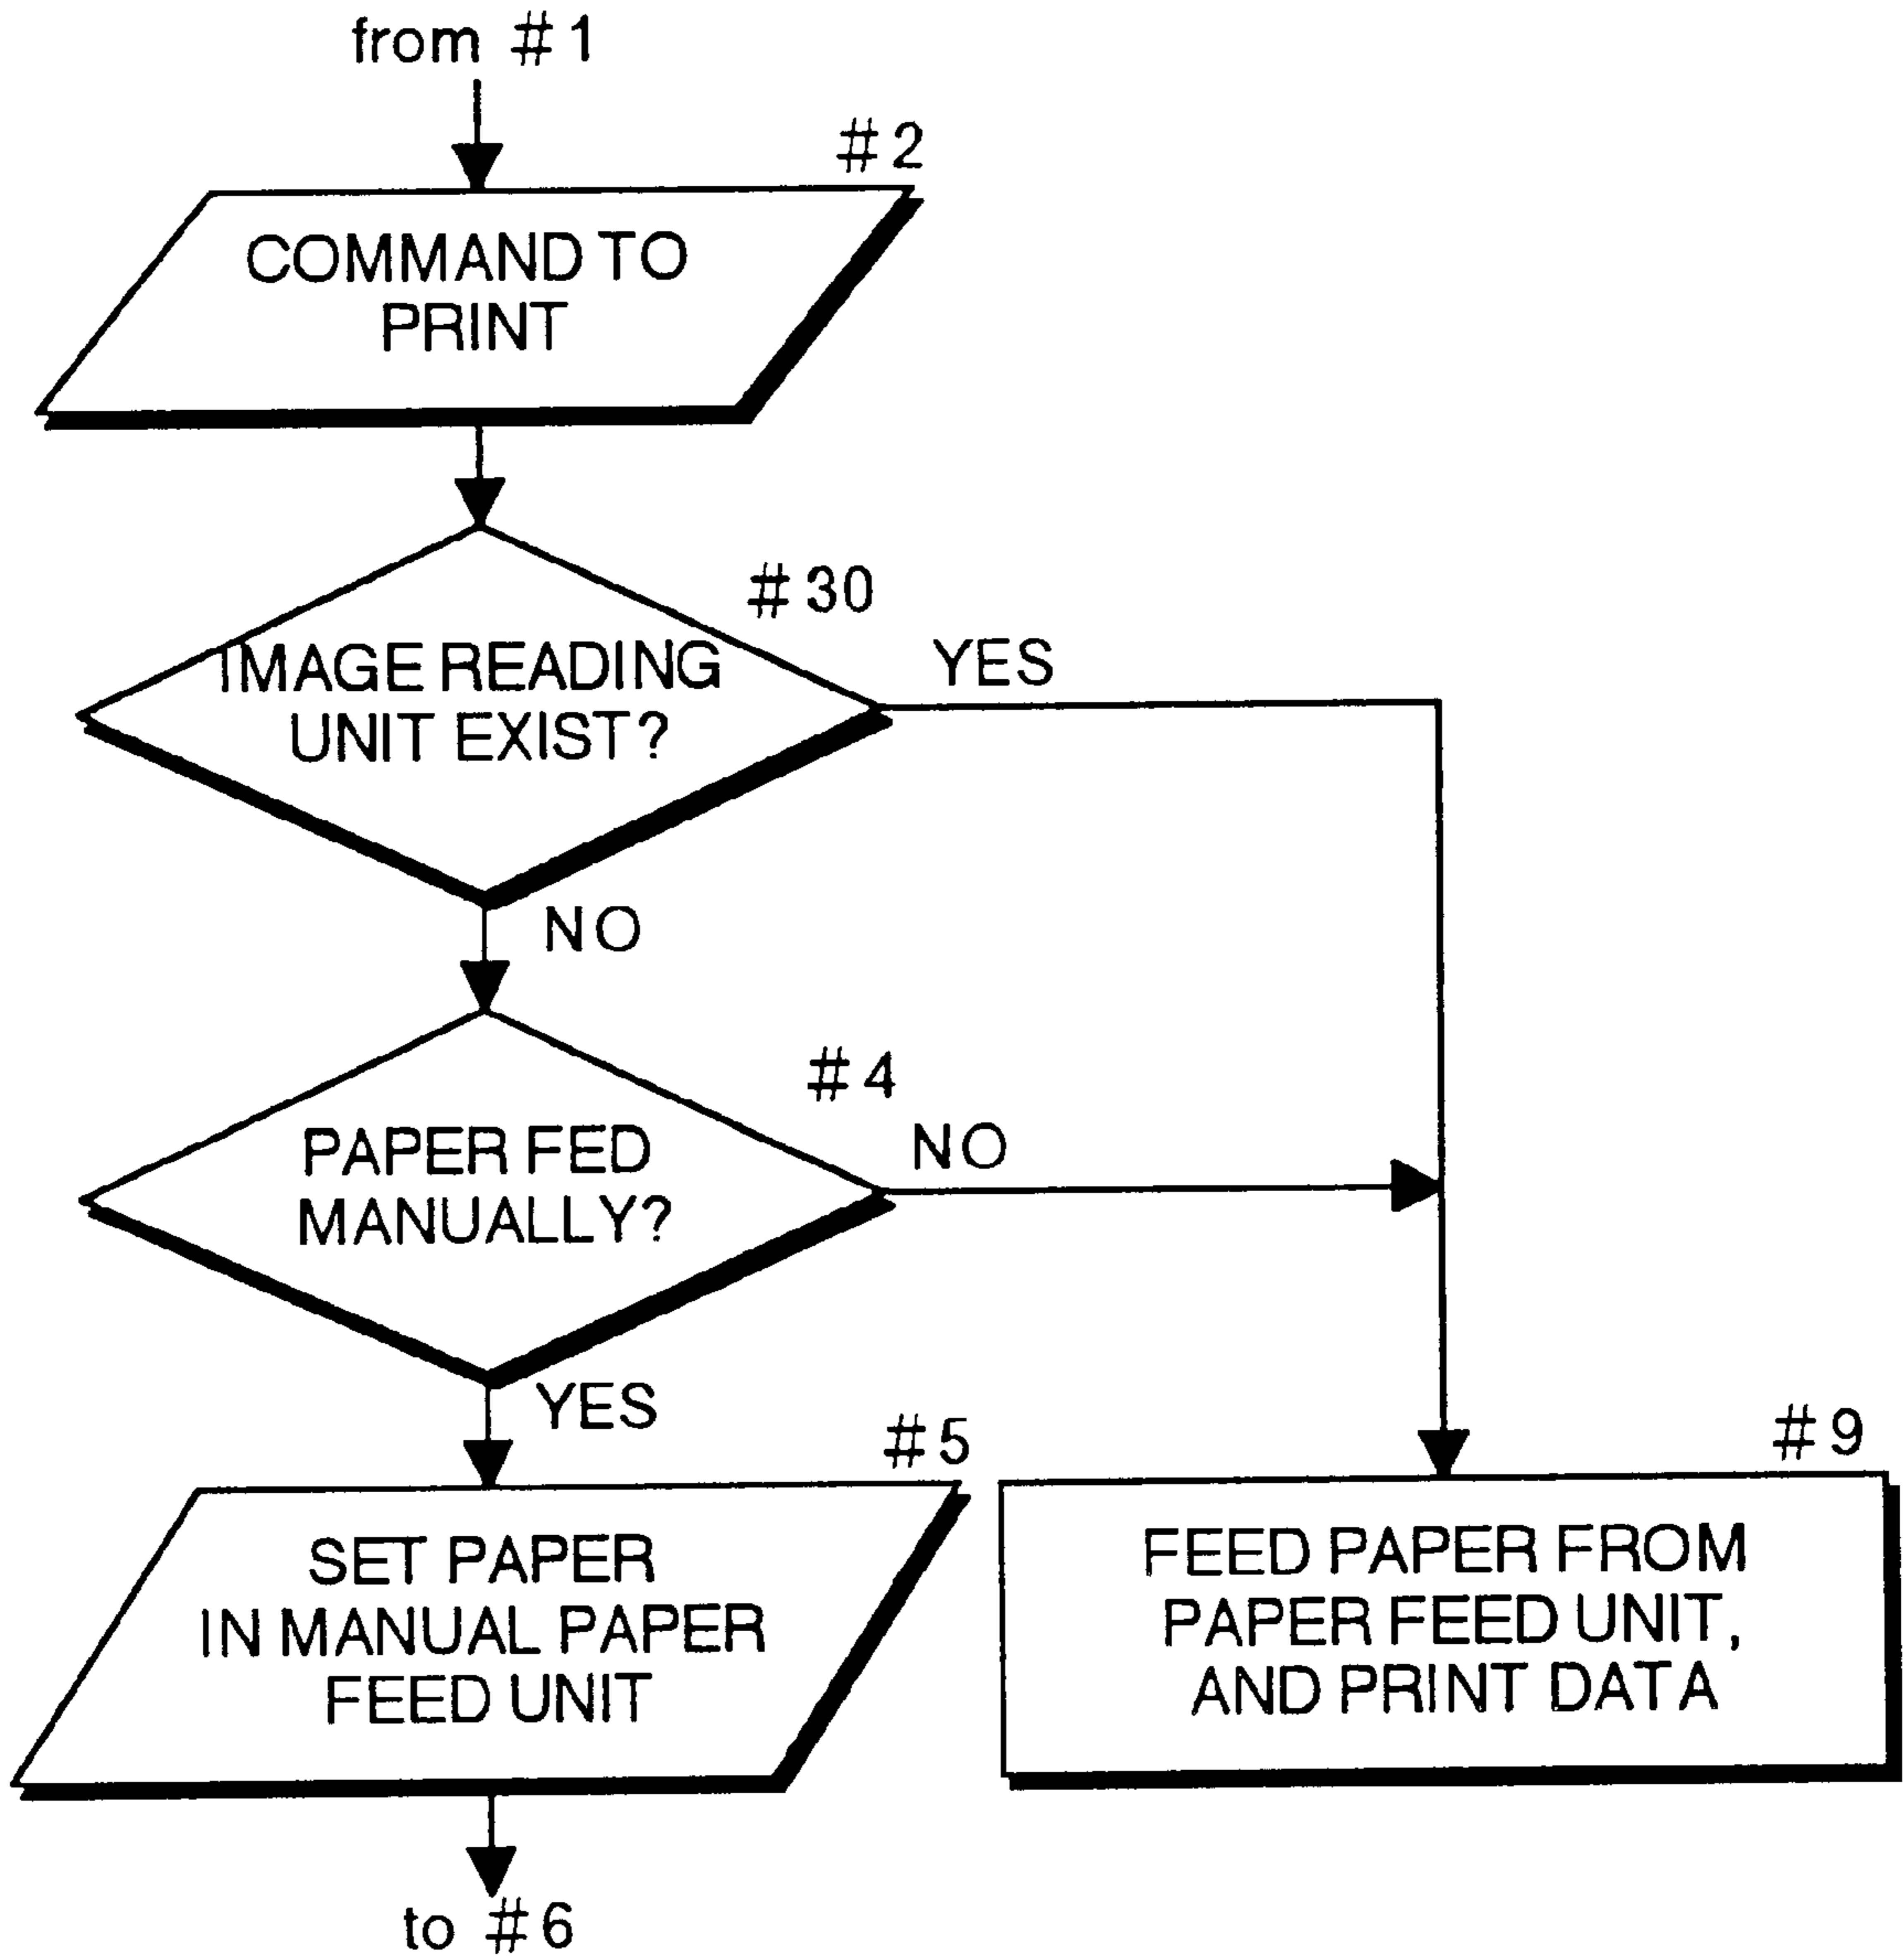 from #1
#2
COMMAND TO
PRINT
#30
IMAGE READING
UNIT EXIST?
YES
NO
#4
PAPER FED
MANUALLY?
NO
YES
#5
SET PAPER
IN MANUAL PAPER
FEED UNIT
#9
FEED PAPER FROM
PAPER FEED UNIT,
AND PRINT DATA
to #6